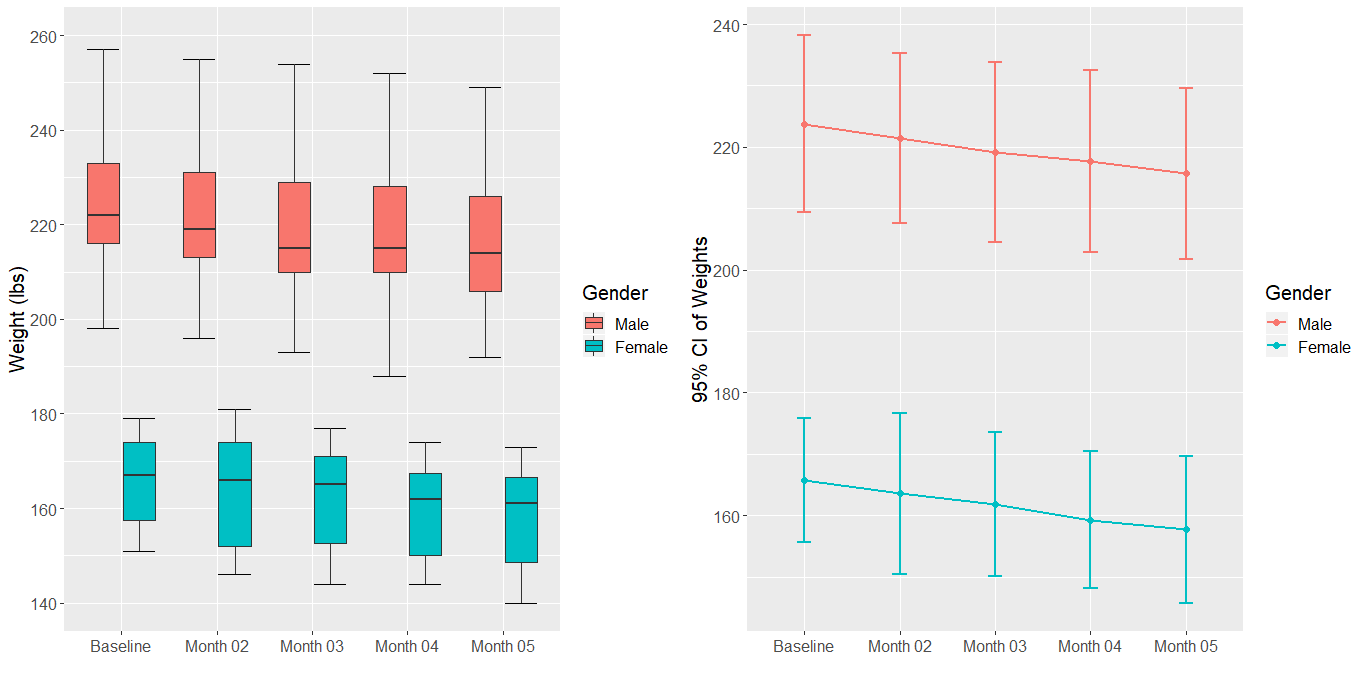 260
240
220
200
180
160
140
Weight (lbs)
Baseline Month 02 Month 03 Month 04 Month 05
Gender
Male
Female
240
220
200
180
160
95% CI of Weights
Baseline Month 02 Month 03 Month 04 Month 05
Gender
Male
Female